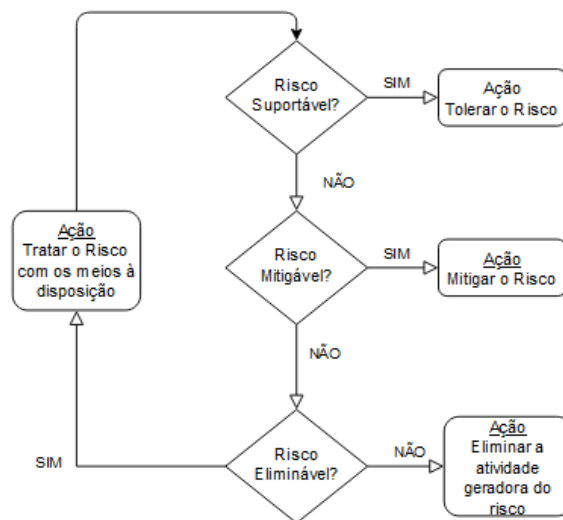 Risco
Suportável?
SIM
Ação
Tolerar o Risco
NÃO
Ação
Tratar o Risco
com os meios à
disposição
Risco
Mitigável?
SIM
Ação
Mitigar o Risco
NÃO
SIM
Risco
Eliminável?
NÃO
Ação
Eliminar a
atividade
geradora do
risco